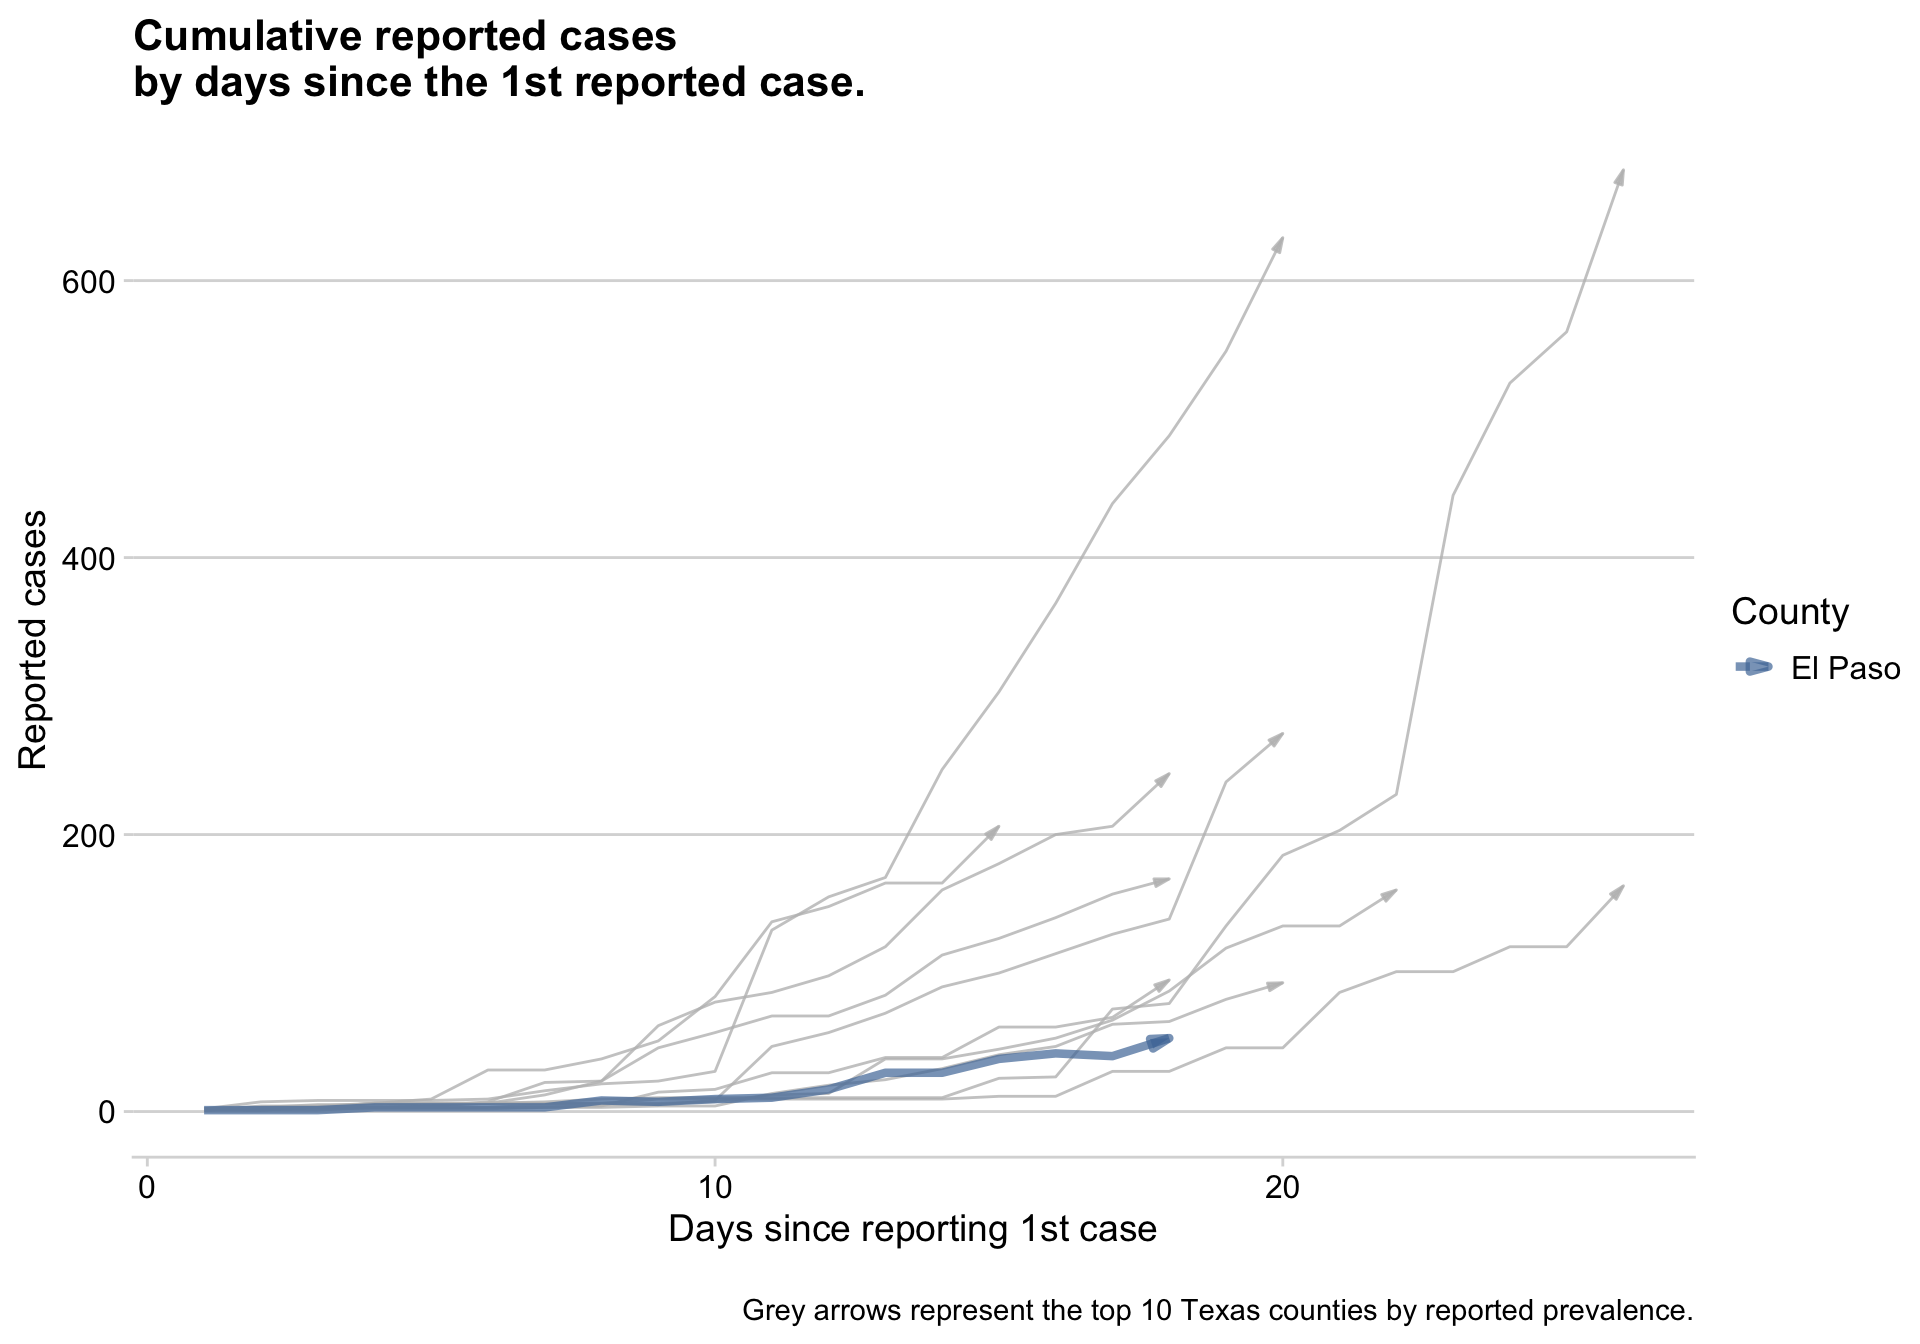 Cumulative reported cases
by days since the 1st reported case.
Reported cases
600
400
200
0
0
10
20
Days since reporting 1st case
County
El Paso
Grey arrows represent the top 10 Texas counties by reported prevalence.